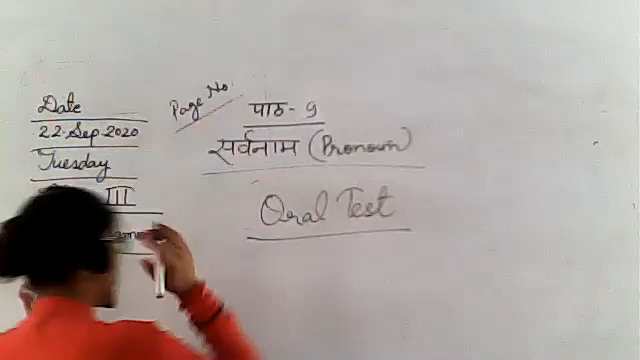 Date
22-Sep-2020
Tuesday
III
Page No.
पाठ- 9
सर्वनाम (Pronoun)
Oral Test